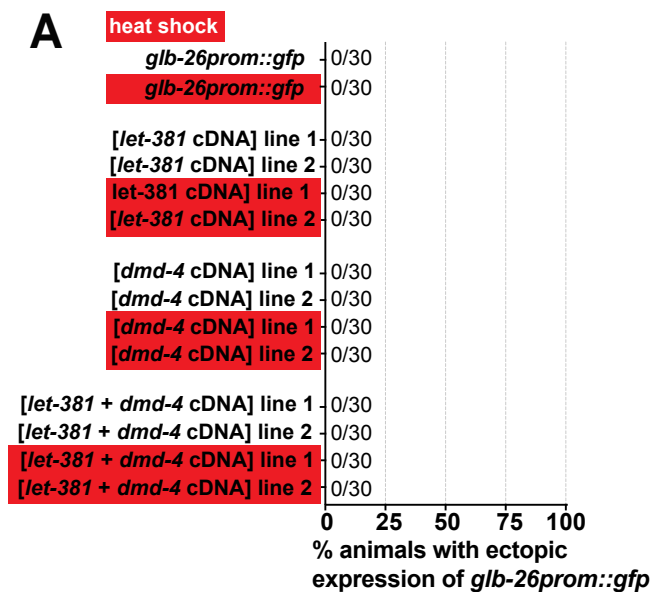 A
heat shock
glb-26prom::gfp 0/30
glb-26prom::gfp 0/30
[let-381 cDNA] line 1 0/30
[let-381 cDNA] line 2 0/30
let-381 cDNA] line 1 0/30
[let-381 cDNA] line 2 0/30
[dmd-4 cDNA] line 1 0/30
[dmd-4 cDNA] line 2 0/30
[dmd-4 cDNA] line 1 0/30
[dmd-4 cDNA] line 2 0/30
[let-381 + dmd-4 cDNA] line 1 0/30
[let-381 + dmd-4 cDNA] line 2 0/30
[let-381 + dmd-4 cDNA] line 1 0/30
[let-381 + dmd-4 cDNA] line 2 0/30
0 25 50 75 100
% animals with ectopic
expression of glb-26prom::gfp